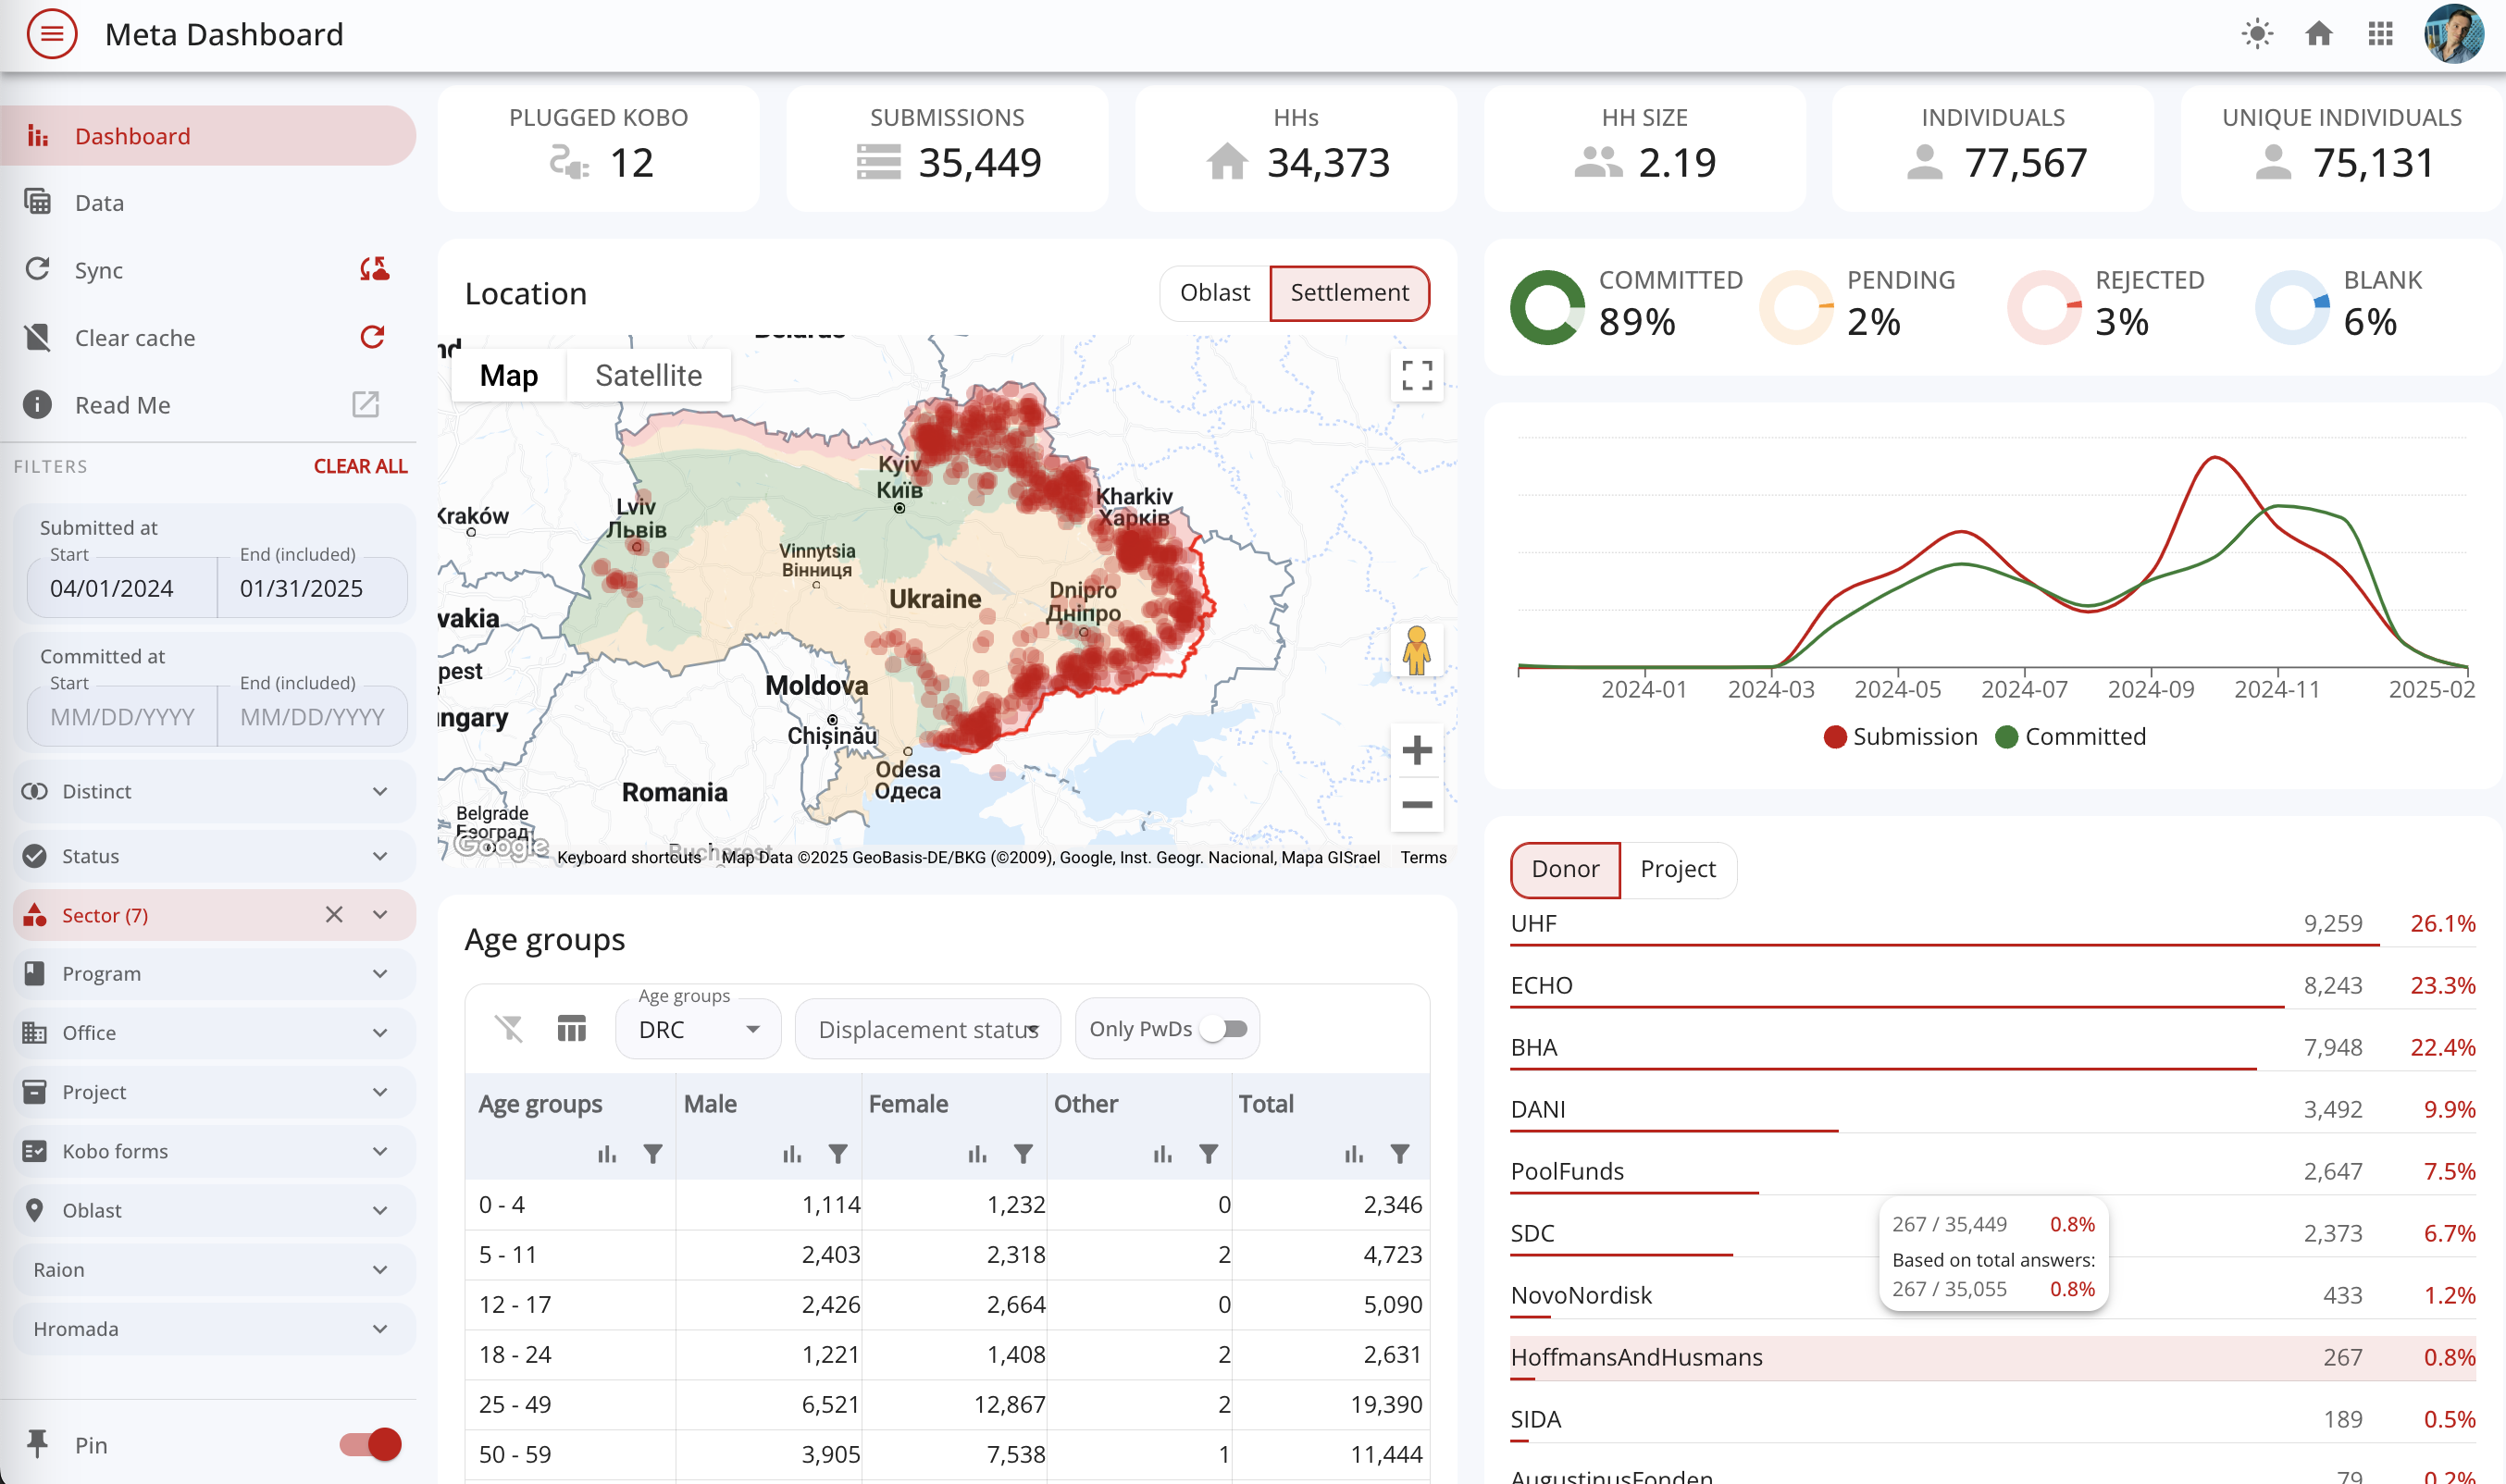 Meta Dashboard
Dashboard
Data
Sync
Clear cache
Read Me
FILTERS
CLEAR ALL
Submitted at
Start
End (included)
04/01/2024
01/31/2025
Committed at
Start
End (included)
MM/DD/YYYY
MM/DD/YYYY
Distinct
Status
Sector (7)
Program
Office
Project
Kobo forms
Oblast
Raion
Hromada
Pin
PLUGGED KOBO
12
SUBMISSIONS
35,449
HHs
34,373
HH SIZE
2.19
INDIVIDUALS
77,567
UNIQUE INDIVIDUALS
75,131
Location
Oblast
Settlement
Map
Satellite
Kyiv
Київ
Lviv
Львів
Kharkiv
Харків
Kraków
Vinnytsia
Вінниця
Ukraine
Dnipro
Дніпро
vakia
pest
Moldova
ngary
Chișinău
Odesa
Одеса
Romania
Belgrade
Београд
Bucharest
Google
Keyboard shortcuts
Map Data ©2025 GeoBasis-DE/BKG (©2009), Google, Inst. Geogr. Nacional, Mapa GISrael
Terms
COMMITTED
89%
PENDING
2%
REJECTED
3%
BLANK
6%
2024-01
2024-03
2024-05
2024-07
2024-09
2024-11
2025-02
Submission
Committed
Age groups
Age groups
DRC
Displacement status
Only PwDs
Age groups Male Female Other Total
0 - 4 1,114 1,232 0 2,346
5 - 11 2,403 2,318 2 4,723
12 - 17 2,426 2,664 0 5,090
18 - 24 1,221 1,408 2 2,631
25 - 49 6,521 12,867 2 19,390
50 - 59 3,905 7,538 1 11,444
Donor
Project
UHF 9,259 26.1%
ECHO 8,243 23.3%
BHA 7,948 22.4%
DANI 3,492 9.9%
PoolFunds 2,647 7.5%
SDC 2,373 6.7%
267 / 35,449 0.8%
Based on total answers:
267 / 35,055 0.8%
NovoNordisk 433 1.2%
HoffmansAndHusmans 267 0.8%
SIDA 189 0.5%
AugustinusFonden 79 0.2%